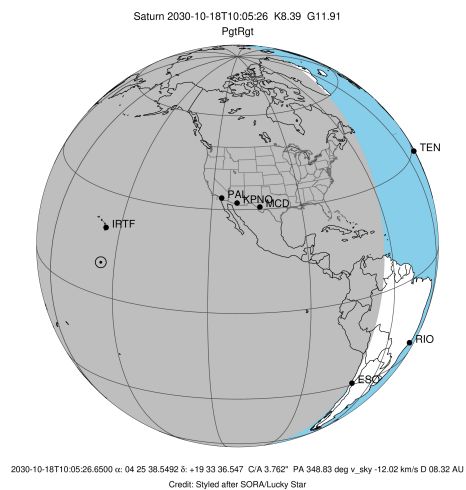 Saturn 2030-10-18T10:05:26 K8.39 G11.91
PgtRgt
TEN
PAL
KPNO
MCD
IRTF
RIO
ESO
2030-10-18T10:05:26.6500 α: 04 25 38.5492 δ: +19 33 36.547 C/A 3.762" PA 348.83 deg v_sky -12.02 km/s D 08.32 AU
Credit: Styled after SORA/Lucky Star